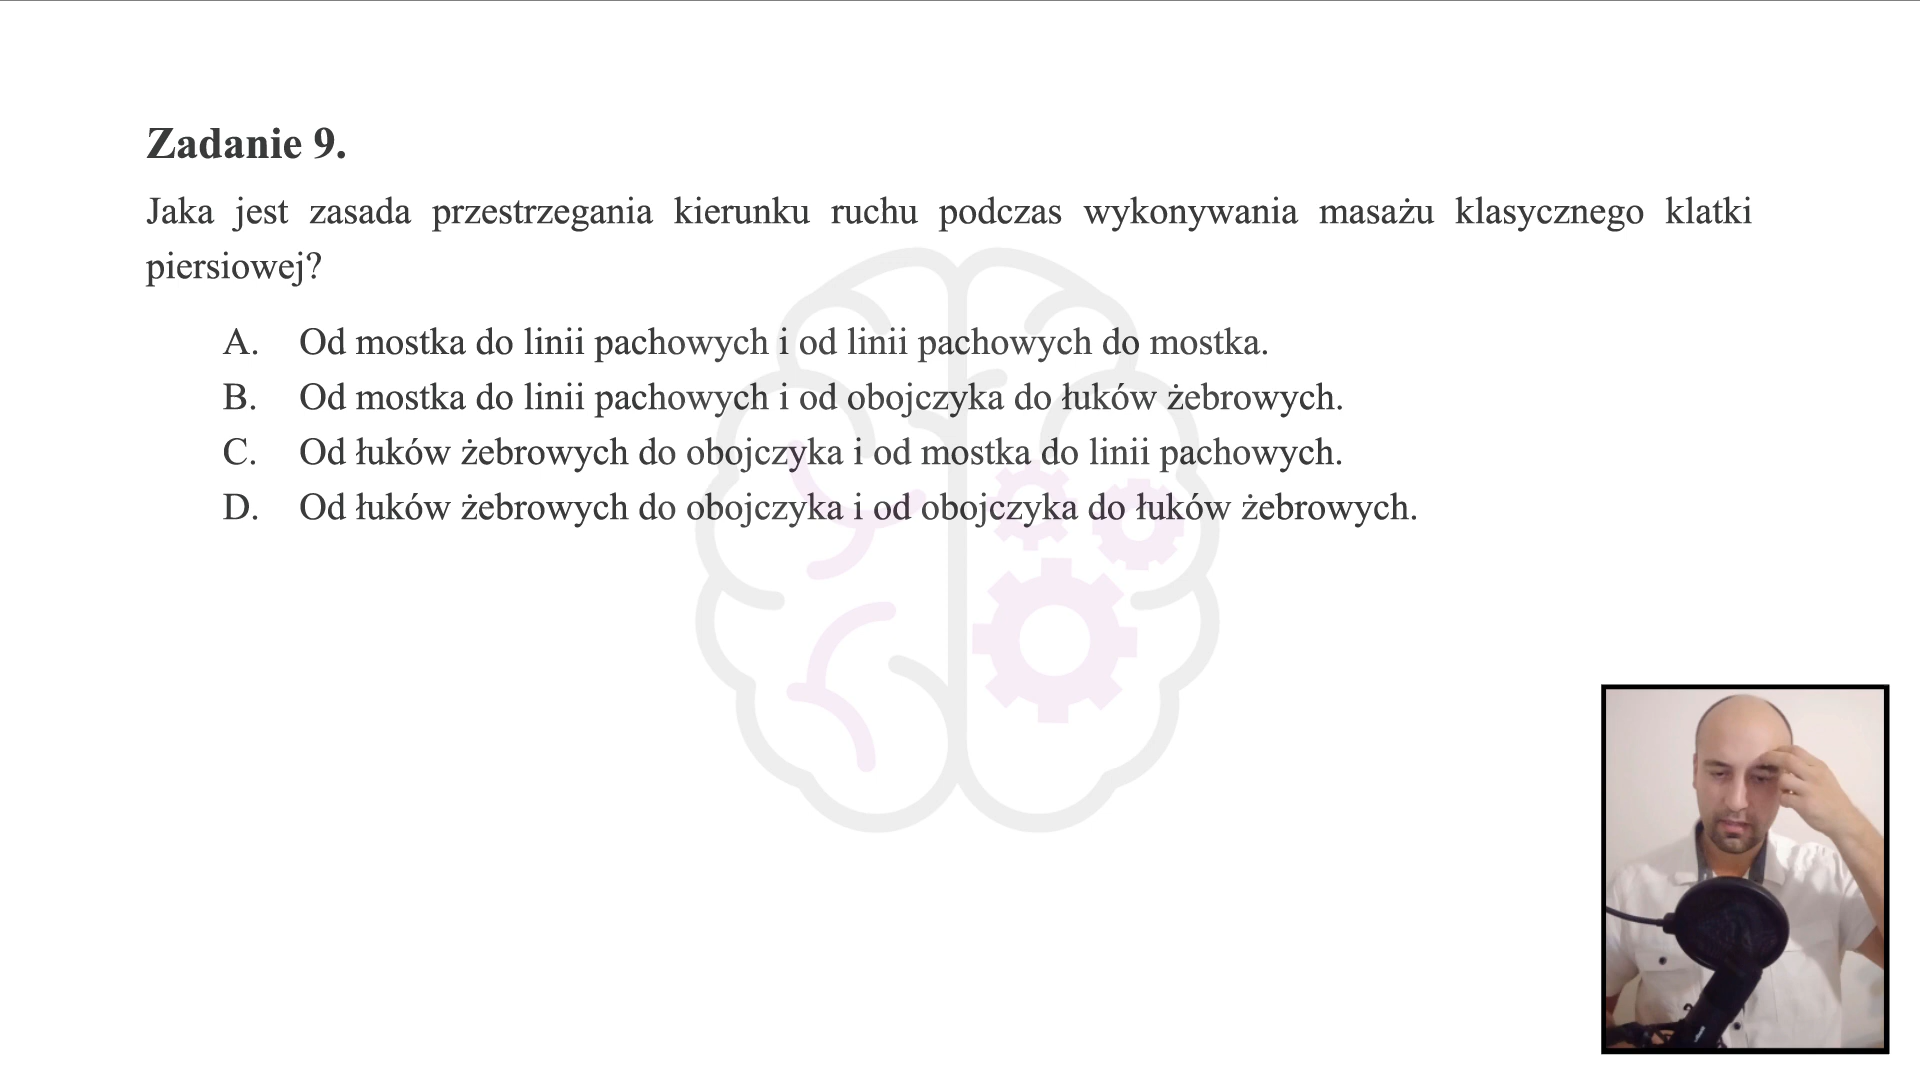 Zadanie 9.
Jaka jest zasada przestrzegania kierunku ruchu podczas wykonywania masażu klasycznego klatki
piersiowej?
A. Od mostka do linii pachowych i od linii pachowych do mostka.
B. Od mostka do linii pachowych i od obojczyka do łuków żebrowych.
C. Od łuków żebrowych do obojczyka i od mostka do linii pachowych.
D. Od łuków żebrowych do obojczyka i od obojczyka do łuków żebrowych.